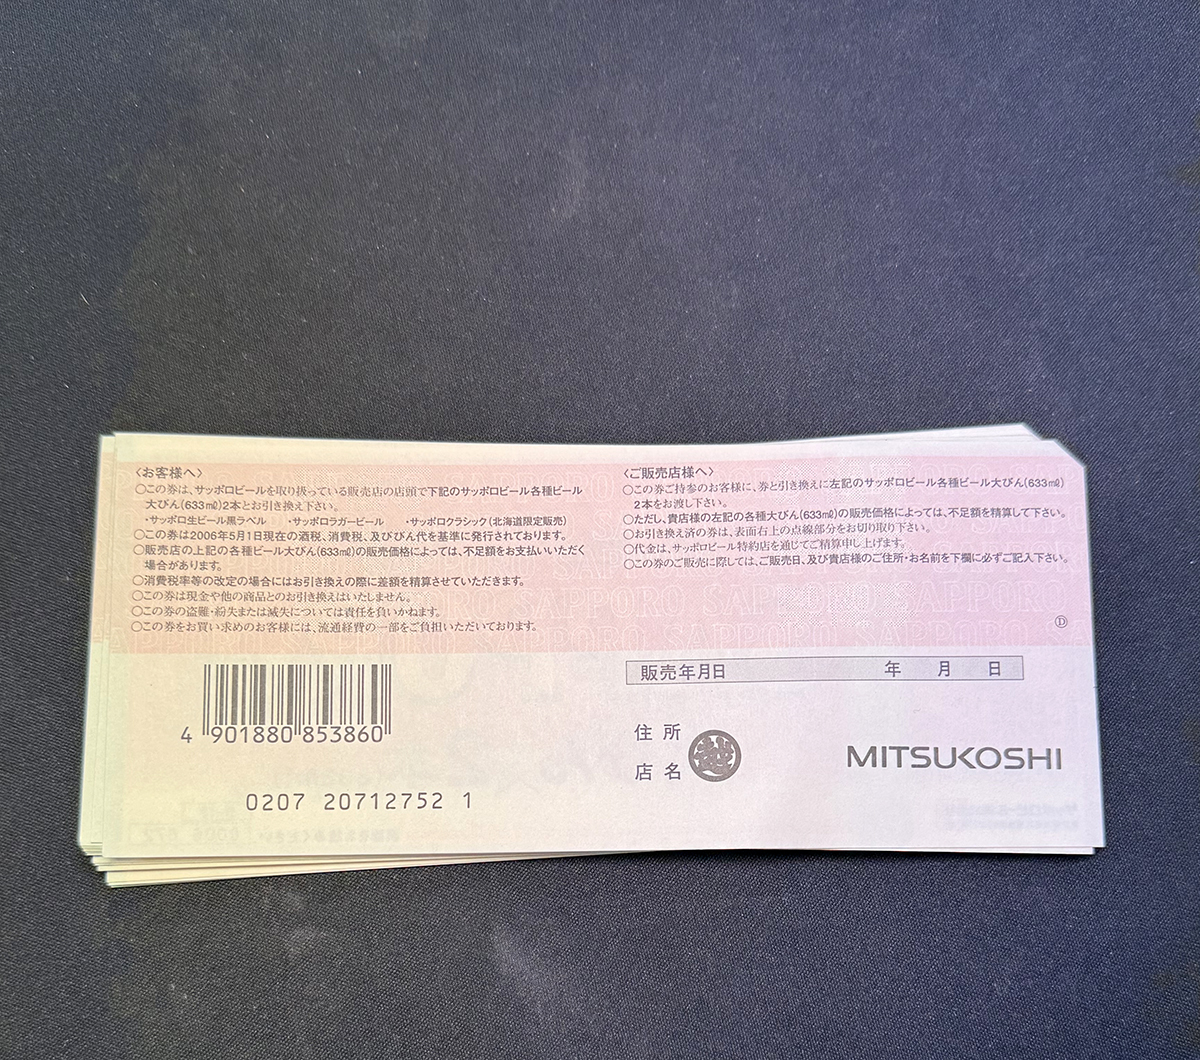 〈お客様へ〉
○この券は、サッポロビールを取り扱っている販売店の店頭で下記のサッポロビール各種ビール
大びん(633㎖)2本とお引き換え下さい。
・サッポロ生ビール黒ラベル ・サッポロラガービール ・サッポロクラシック(北海道限定販売)
○この券は2006年5月1日現在の酒税、消費税、及びびん代を基準に発行されております。
○販売店の上記の各種ビール大びん(633㎖)の販売価格によっては、不足額をお支払いいただく
場合があります。
○消費税率等の改定の場合にはお引き換えの際に差額を精算させていただきます。
○この券は現金や他の商品とのお引き換えはいたしません。
○この券の盗難・紛失または滅失については責任を負いかねます。
○この券をお買い求めのお客様には、流通経費の一部をご負担いただいております。
〈ご販売店様へ〉
○この券ご持参のお客様に、券と引き換えに左記のサッポロビール各種ビール大びん(633㎖)
2本をお渡し下さい。
○ただし、貴店様の左記の各種大びん(633㎖)の販売価格によっては、不足額を精算して下さい。
○お引き換え済の券は、表面右上の点線部分をお切り取り下さい。
○代金は、サッポロビール特約店を通じてご精算申し上げます。
○この券のご販売に際しては、ご販売日、及び貴店様のご住所・お名前を下欄に必ずご記入下さい。
Ⓓ
SAPPORO SAPPORO SAPPORO SAPPORO
4 901880 853860
0207 20712752 1
販売年月日 年 月 日
住所
店名
越
MITSUKOSHI